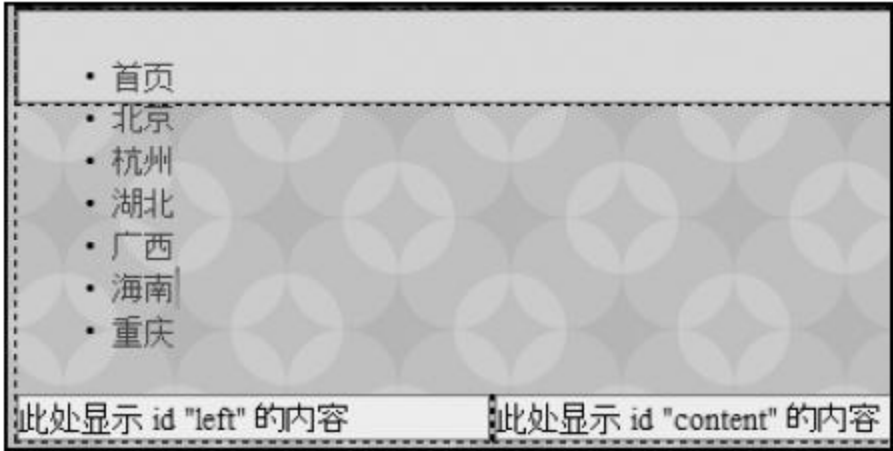 • 首页
• 北京
• 杭州
• 湖北
• 广西
• 海南
• 重庆
此处显示 id "left" 的内容
此处显示 id "content" 的内容